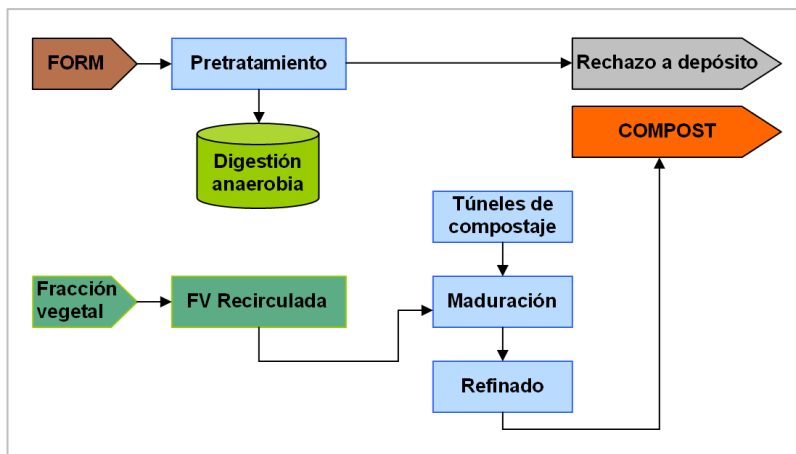 FORM
Pretratamiento
Rechazo a depósito
COMPOST
Digestión
anaerobia
Túneles de
compostaje
Fracción
vegetal
FV Recirculada
Maduración
Refinado